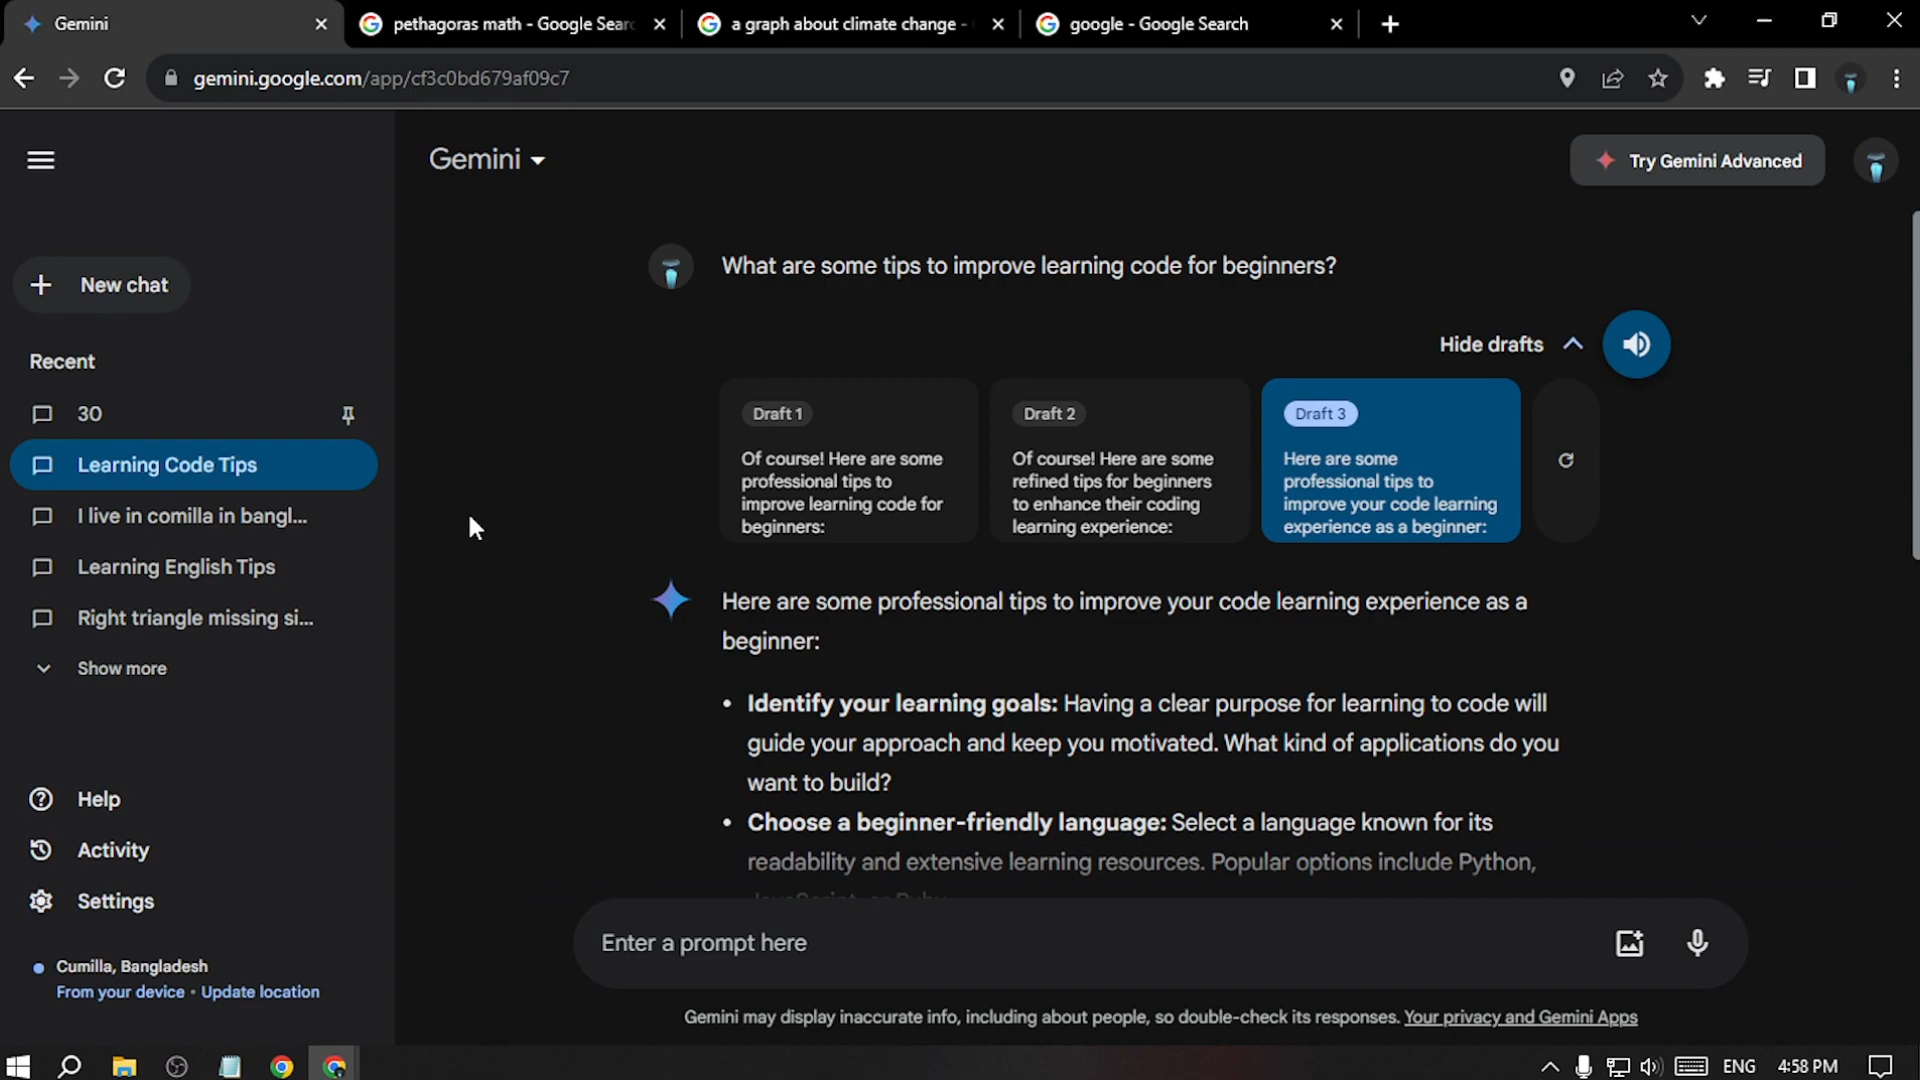 Gemini
pethagoras math - Google Sear
a graph about climate change -
google - Google Search
gemini.google.com/app/cf3c0bd679af09c7
Gemini
Try Gemini Advanced
New chat
Recent
30
Learning Code Tips
I live in comilla in bangl...
Learning English Tips
Right triangle missing si...
Show more
Help
Activity
Settings
Cumilla, Bangladesh
From your device • Update location
What are some tips to improve learning code for beginners?
Hide drafts
Draft 1
Of course! Here are some
professional tips to
improve learning code for
beginners:
Draft 2
Of course! Here are some
refined tips for beginners
to enhance their coding
learning experience:
Draft 3
Here are some
professional tips to
improve your code learning
experience as a beginner:
Here are some professional tips to improve your code learning experience as a
beginner:
• Identify your learning goals: Having a clear purpose for learning to code will
guide your approach and keep you motivated. What kind of applications do you
want to build?
• Choose a beginner-friendly language: Select a language known for its
readability and extensive learning resources. Popular options include Python,
JavaScript, or Ruby
Enter a prompt here
Gemini may display inaccurate info, including about people, so double-check its responses. Your privacy and Gemini Apps
ENG
4:58 PM